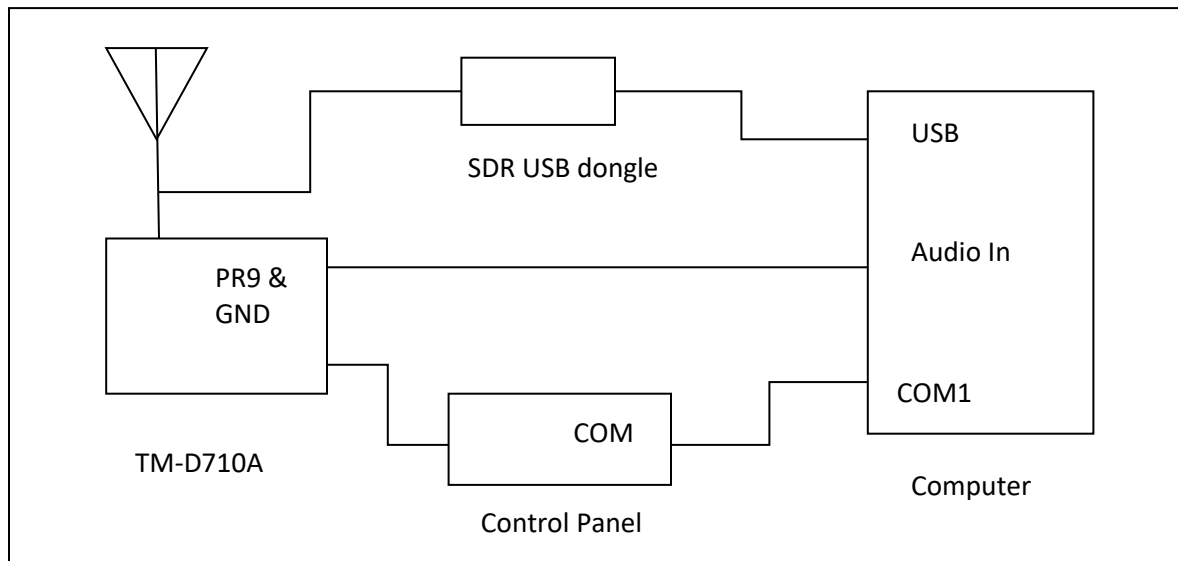 USB
SDR USB dongle
Audio In
PR9 &
GND
COM1
COM
TM-D710A
Computer
Control Panel